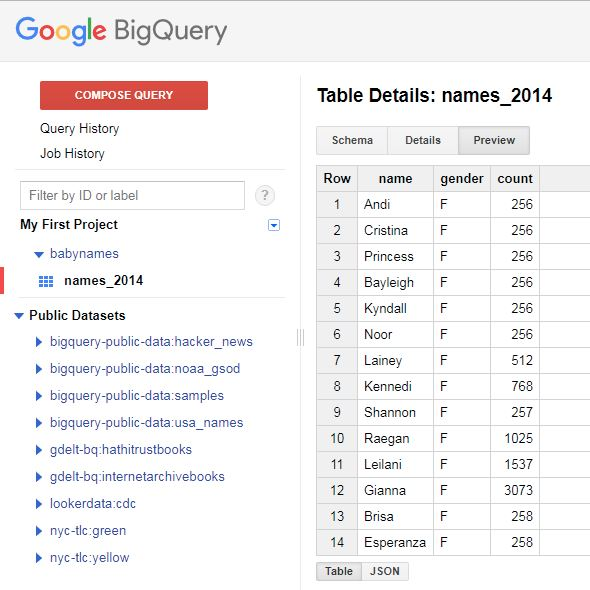 Google BigQuery
COMPOSE QUERY
Query History
Job History
Filter by ID or label
?
My First Project
babynames
names_2014
Public Datasets
bigquery-public-data:hacker_news
bigquery-public-data:noaa_gsod
bigquery-public-data:samples
bigquery-public-data:usa_names
gdelt-bq:hathitrustbooks
gdelt-bq:internetarchivebooks
lookerdata:cdc
nyc-tlc:green
nyc-tlc:yellow
Table Details: names_2014
Schema Details Preview
Row name gender count
1 Andi F 256
2 Cristina F 256
3 Princess F 256
4 Bayleigh F 256
5 Kyndall F 256
6 Noor F 256
7 Lainey F 512
8 Kennedi F 768
9 Shannon F 257
10 Raegan F 1025
11 Leilani F 1537
12 Gianna F 3073
13 Brisa F 258
14 Esperanza F 258
Table JSON